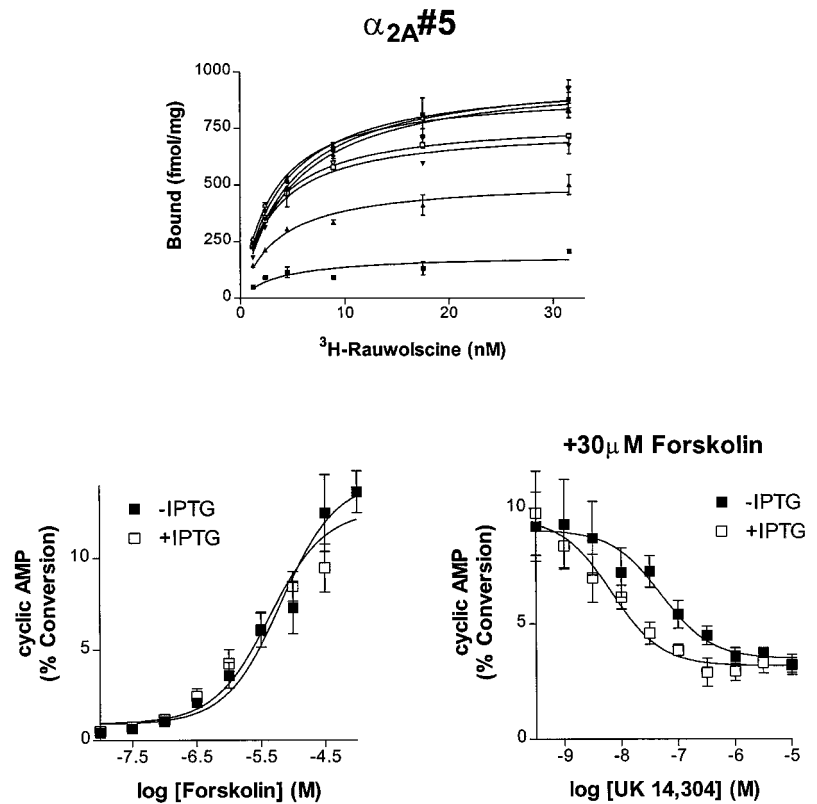 α2A#5
1000
750
500
250
0
Bound (fmol/mg)
0 10 20 30
³H-Rauwolscine (nM)
-IPTG
+IPTG
10
5
0
cyclic AMP
(% Conversion)
-7.5 -6.5 -5.5 -4.5
log [Forskolin] (M)
+30μM Forskolin
-IPTG
+IPTG
10
5
0
cyclic AMP
(% Conversion)
-9 -8 -7 -6 -5
log [UK 14,304] (M)